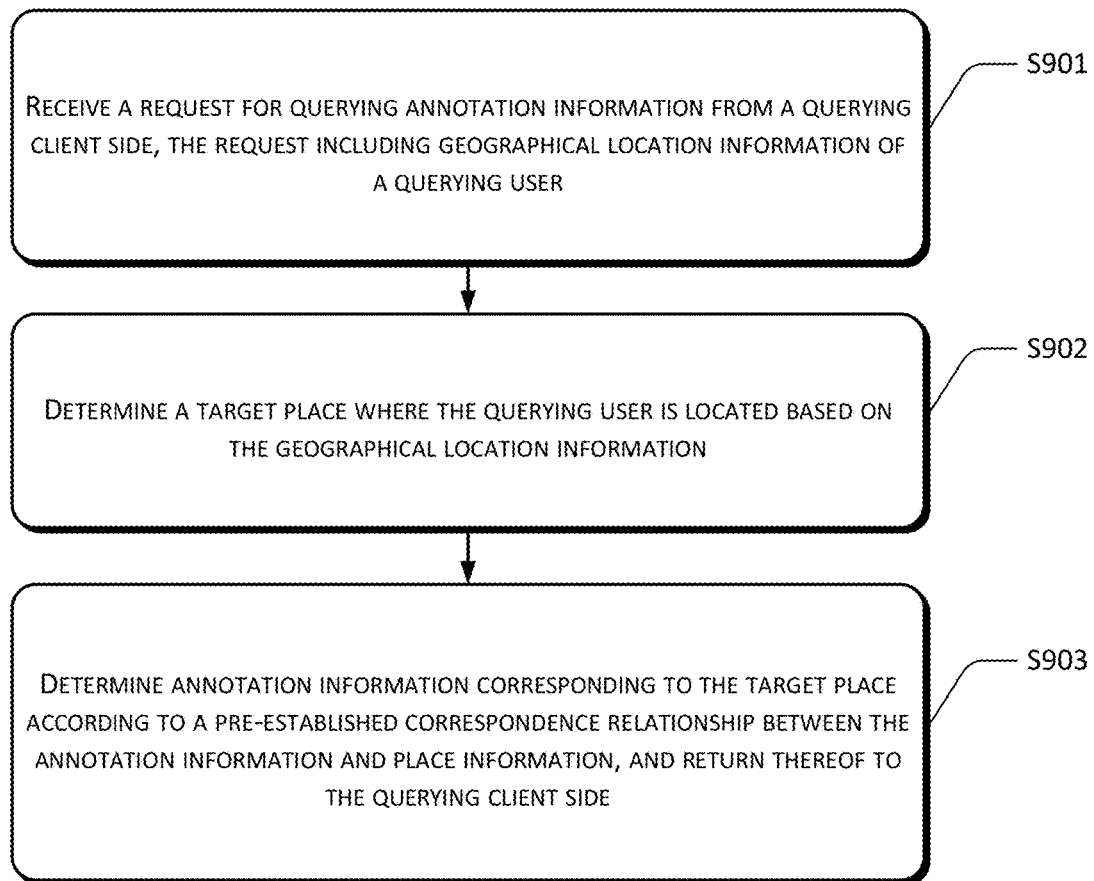 RECEIVE A REQUEST FOR QUERYING ANNOTATION INFORMATION FROM A QUERYING
CLIENT SIDE, THE REQUEST INCLUDING GEOGRAPHICAL LOCATION INFORMATION OF
A QUERYING USER
S901
DETERMINE A TARGET PLACE WHERE THE QUERYING USER IS LOCATED BASED ON
THE GEOGRAPHICAL LOCATION INFORMATION
S902
DETERMINE ANNOTATION INFORMATION CORRESPONDING TO THE TARGET PLACE
ACCORDING TO A PRE-ESTABLISHED CORRESPONDENCE RELATIONSHIP BETWEEN THE
ANNOTATION INFORMATION AND PLACE INFORMATION, AND RETURN THEREOF TO
THE QUERYING CLIENT SIDE
S903